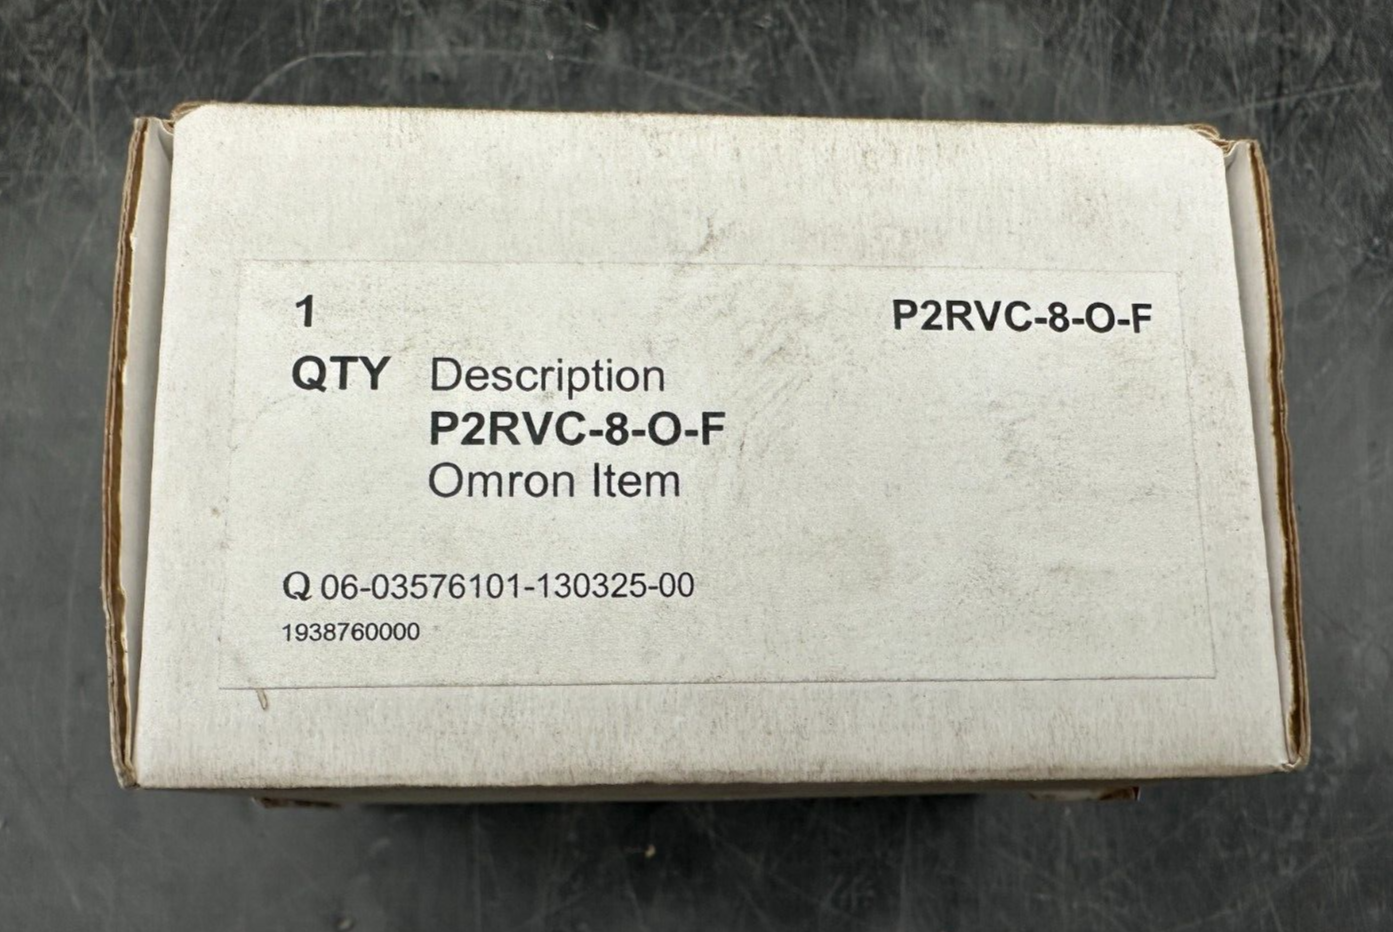 1 P2RVC-8-O-F
QTY Description
P2RVC-8-O-F
Omron Item
Q 06-03576101-130325-00
1938760000